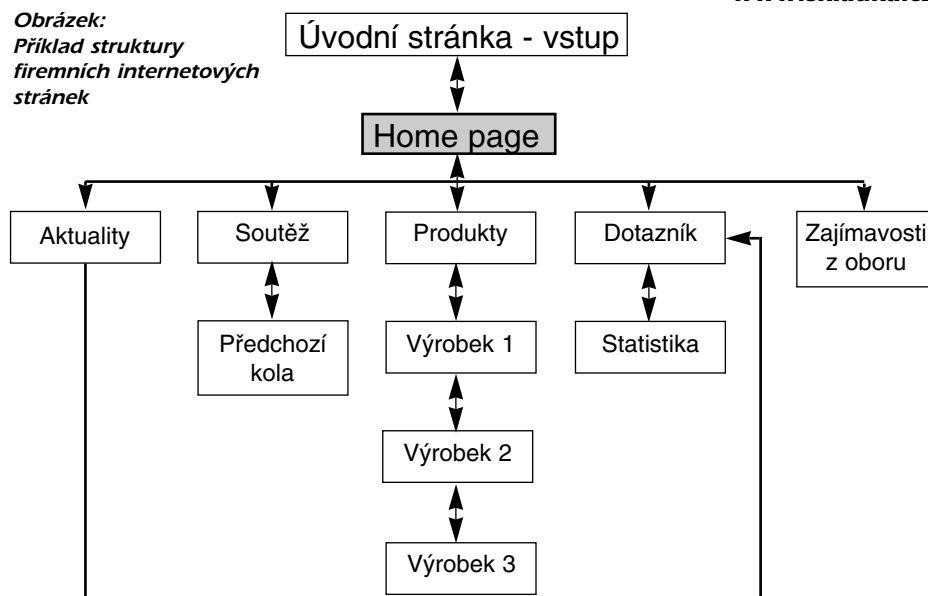 Obrázek:
Příklad struktury
firemních internetových
stránek
Úvodní stránka - vstup
Home page
Aktuality
Soutěž
Produkty
Dotazník
Zajímavosti
z oboru
Předchozí
kola
Výrobek 1
Statistika
Výrobek 2
Výrobek 3